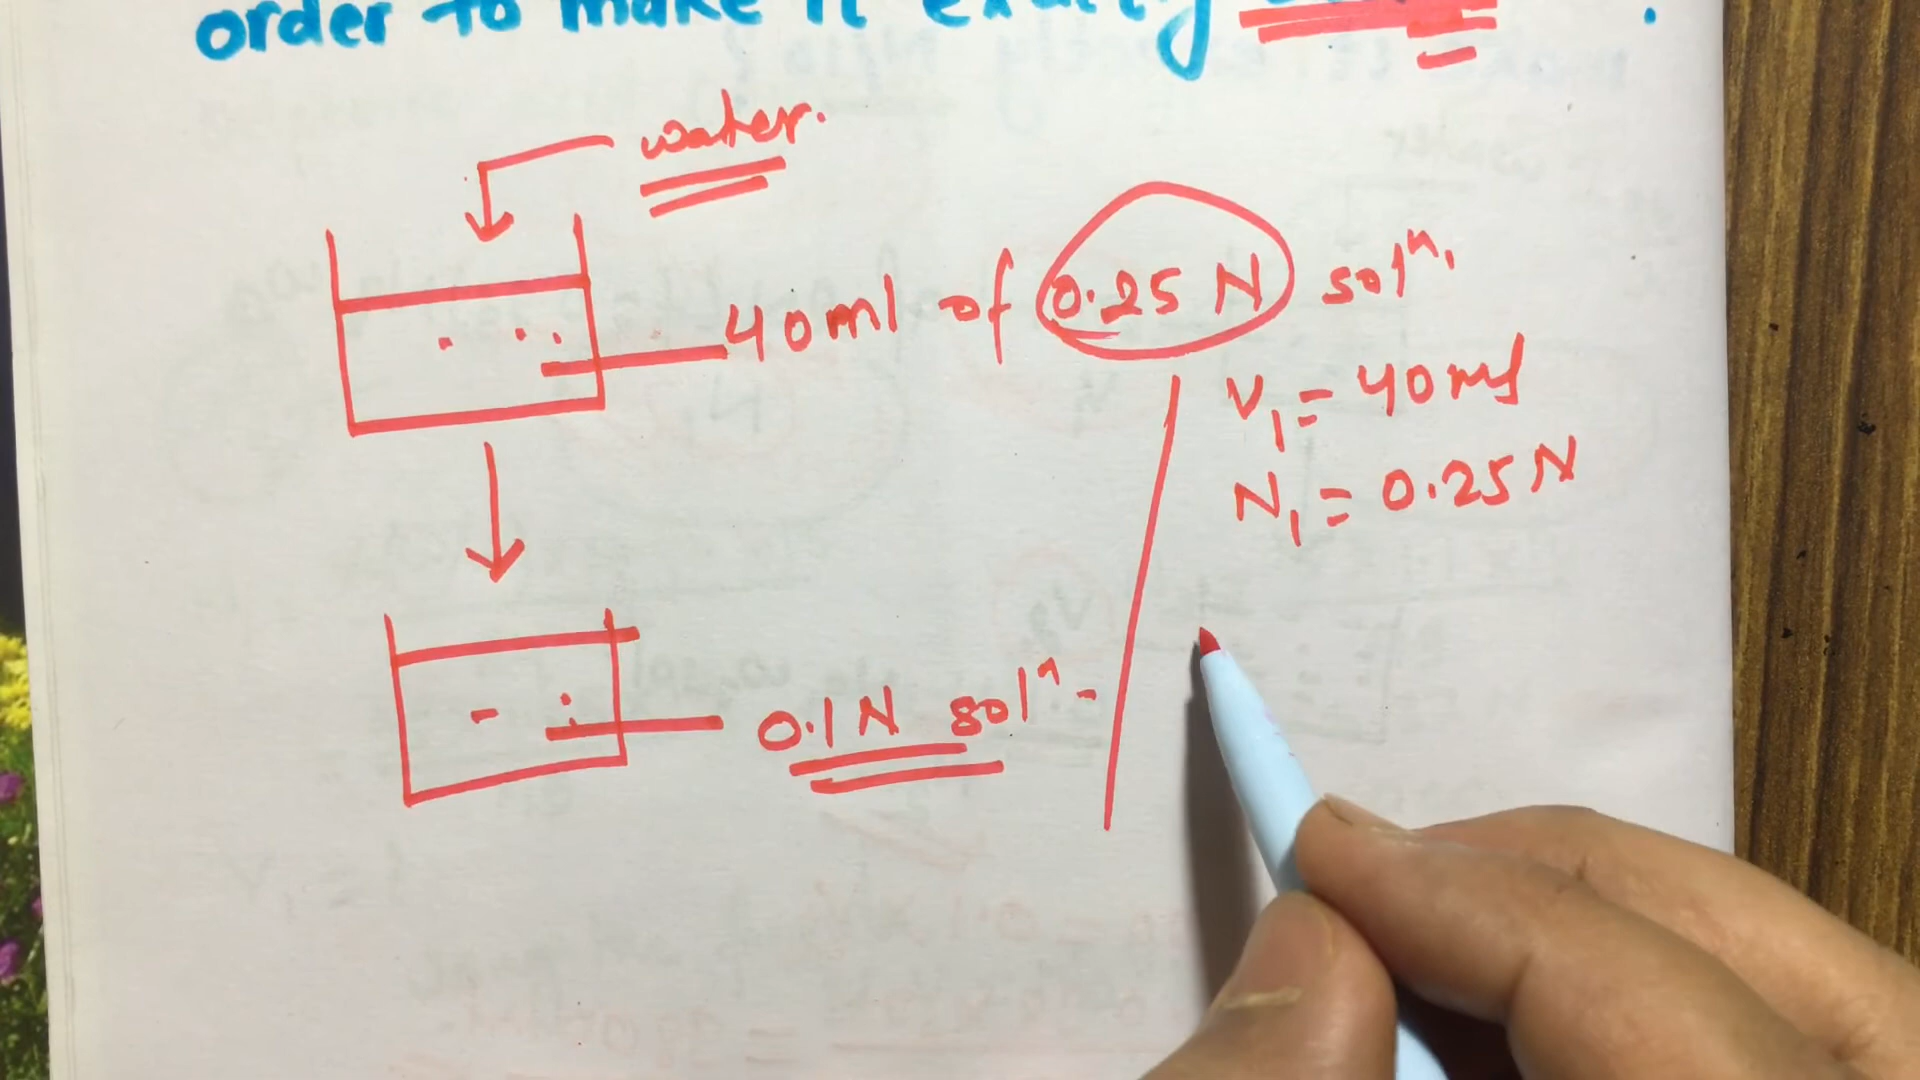 order to make it exactly
water.
40ml of 0.25 N solⁿ.
V₁ = 40ml
N₁ = 0.25 N
0.1 N solⁿ -